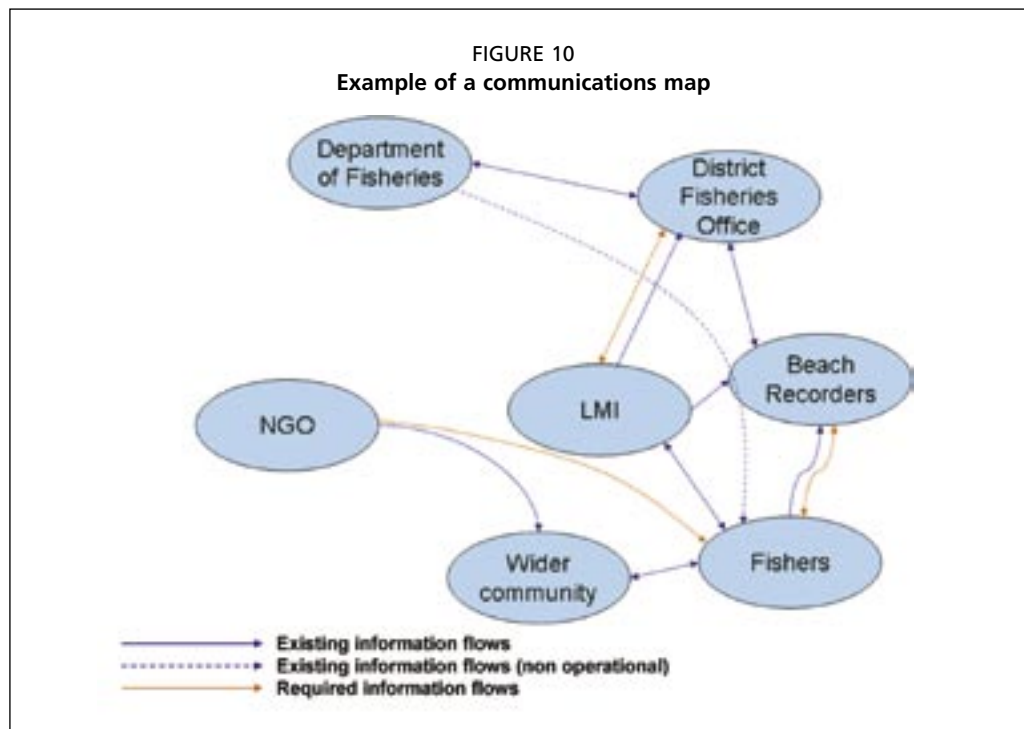 FIGURE 10
Example of a communications map
Department
of Fisheries
District
Fisheries
Office
Beach
Recorders
LMI
NGO
Wider
community
Fishers
Existing information flows
Existing information flows (non operational)
Required information flows